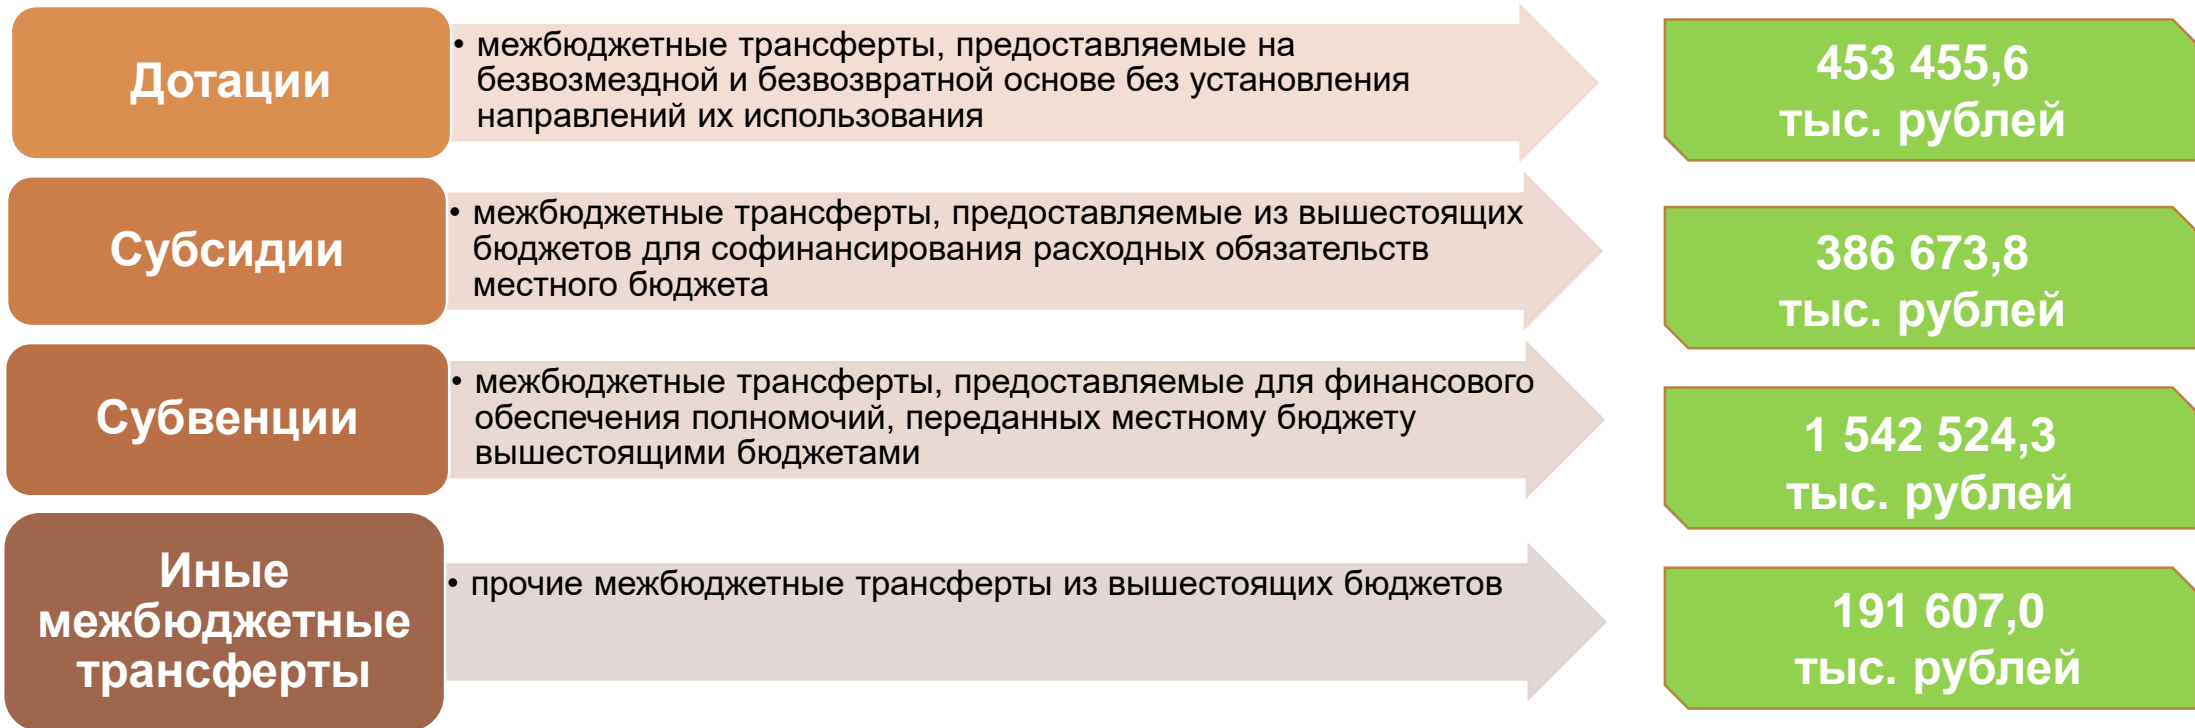 Дотации
• межбюджетные трансферты, предоставляемые на
безвозмездной и безвозвратной основе без установления
направлений их использования
453 455,6
тыс. рублей
Субсидии
• межбюджетные трансферты, предоставляемые из вышестоящих
бюджетов для софинансирования расходных обязательств
местного бюджета
386 673,8
тыс. рублей
Субвенции
• межбюджетные трансферты, предоставляемые для финансового
обеспечения полномочий, переданных местному бюджету
вышестоящими бюджетами
1 542 524,3
тыс. рублей
Иные
межбюджетные
трансферты
• прочие межбюджетные трансферты из вышестоящих бюджетов
191 607,0
тыс. рублей